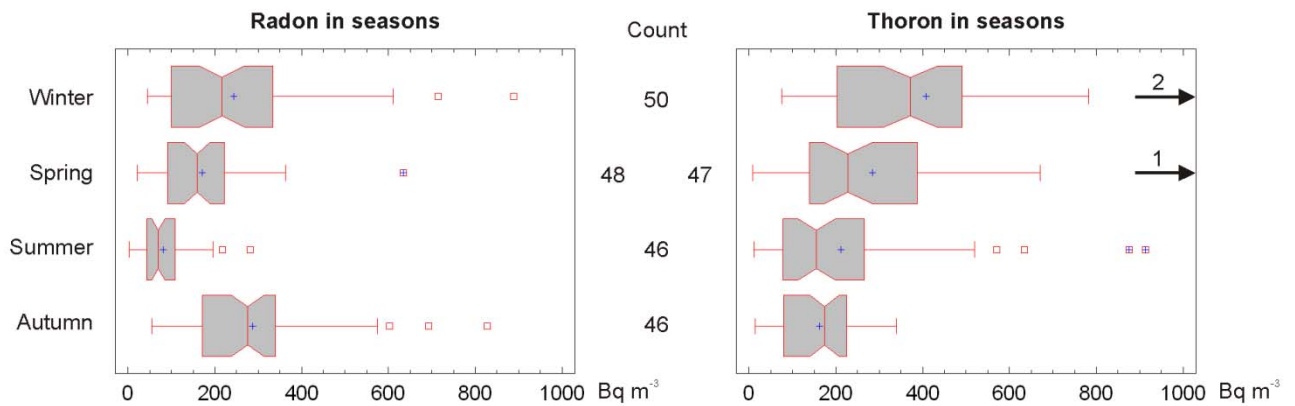 Radon in seasons
Count
Thoron in seasons
Winter
50
2
Spring
48
47
1
Summer
46
Autumn
46
0 200 400 600 800 1000 Bq m⁻³
0 200 400 600 800 1000 Bq m⁻³